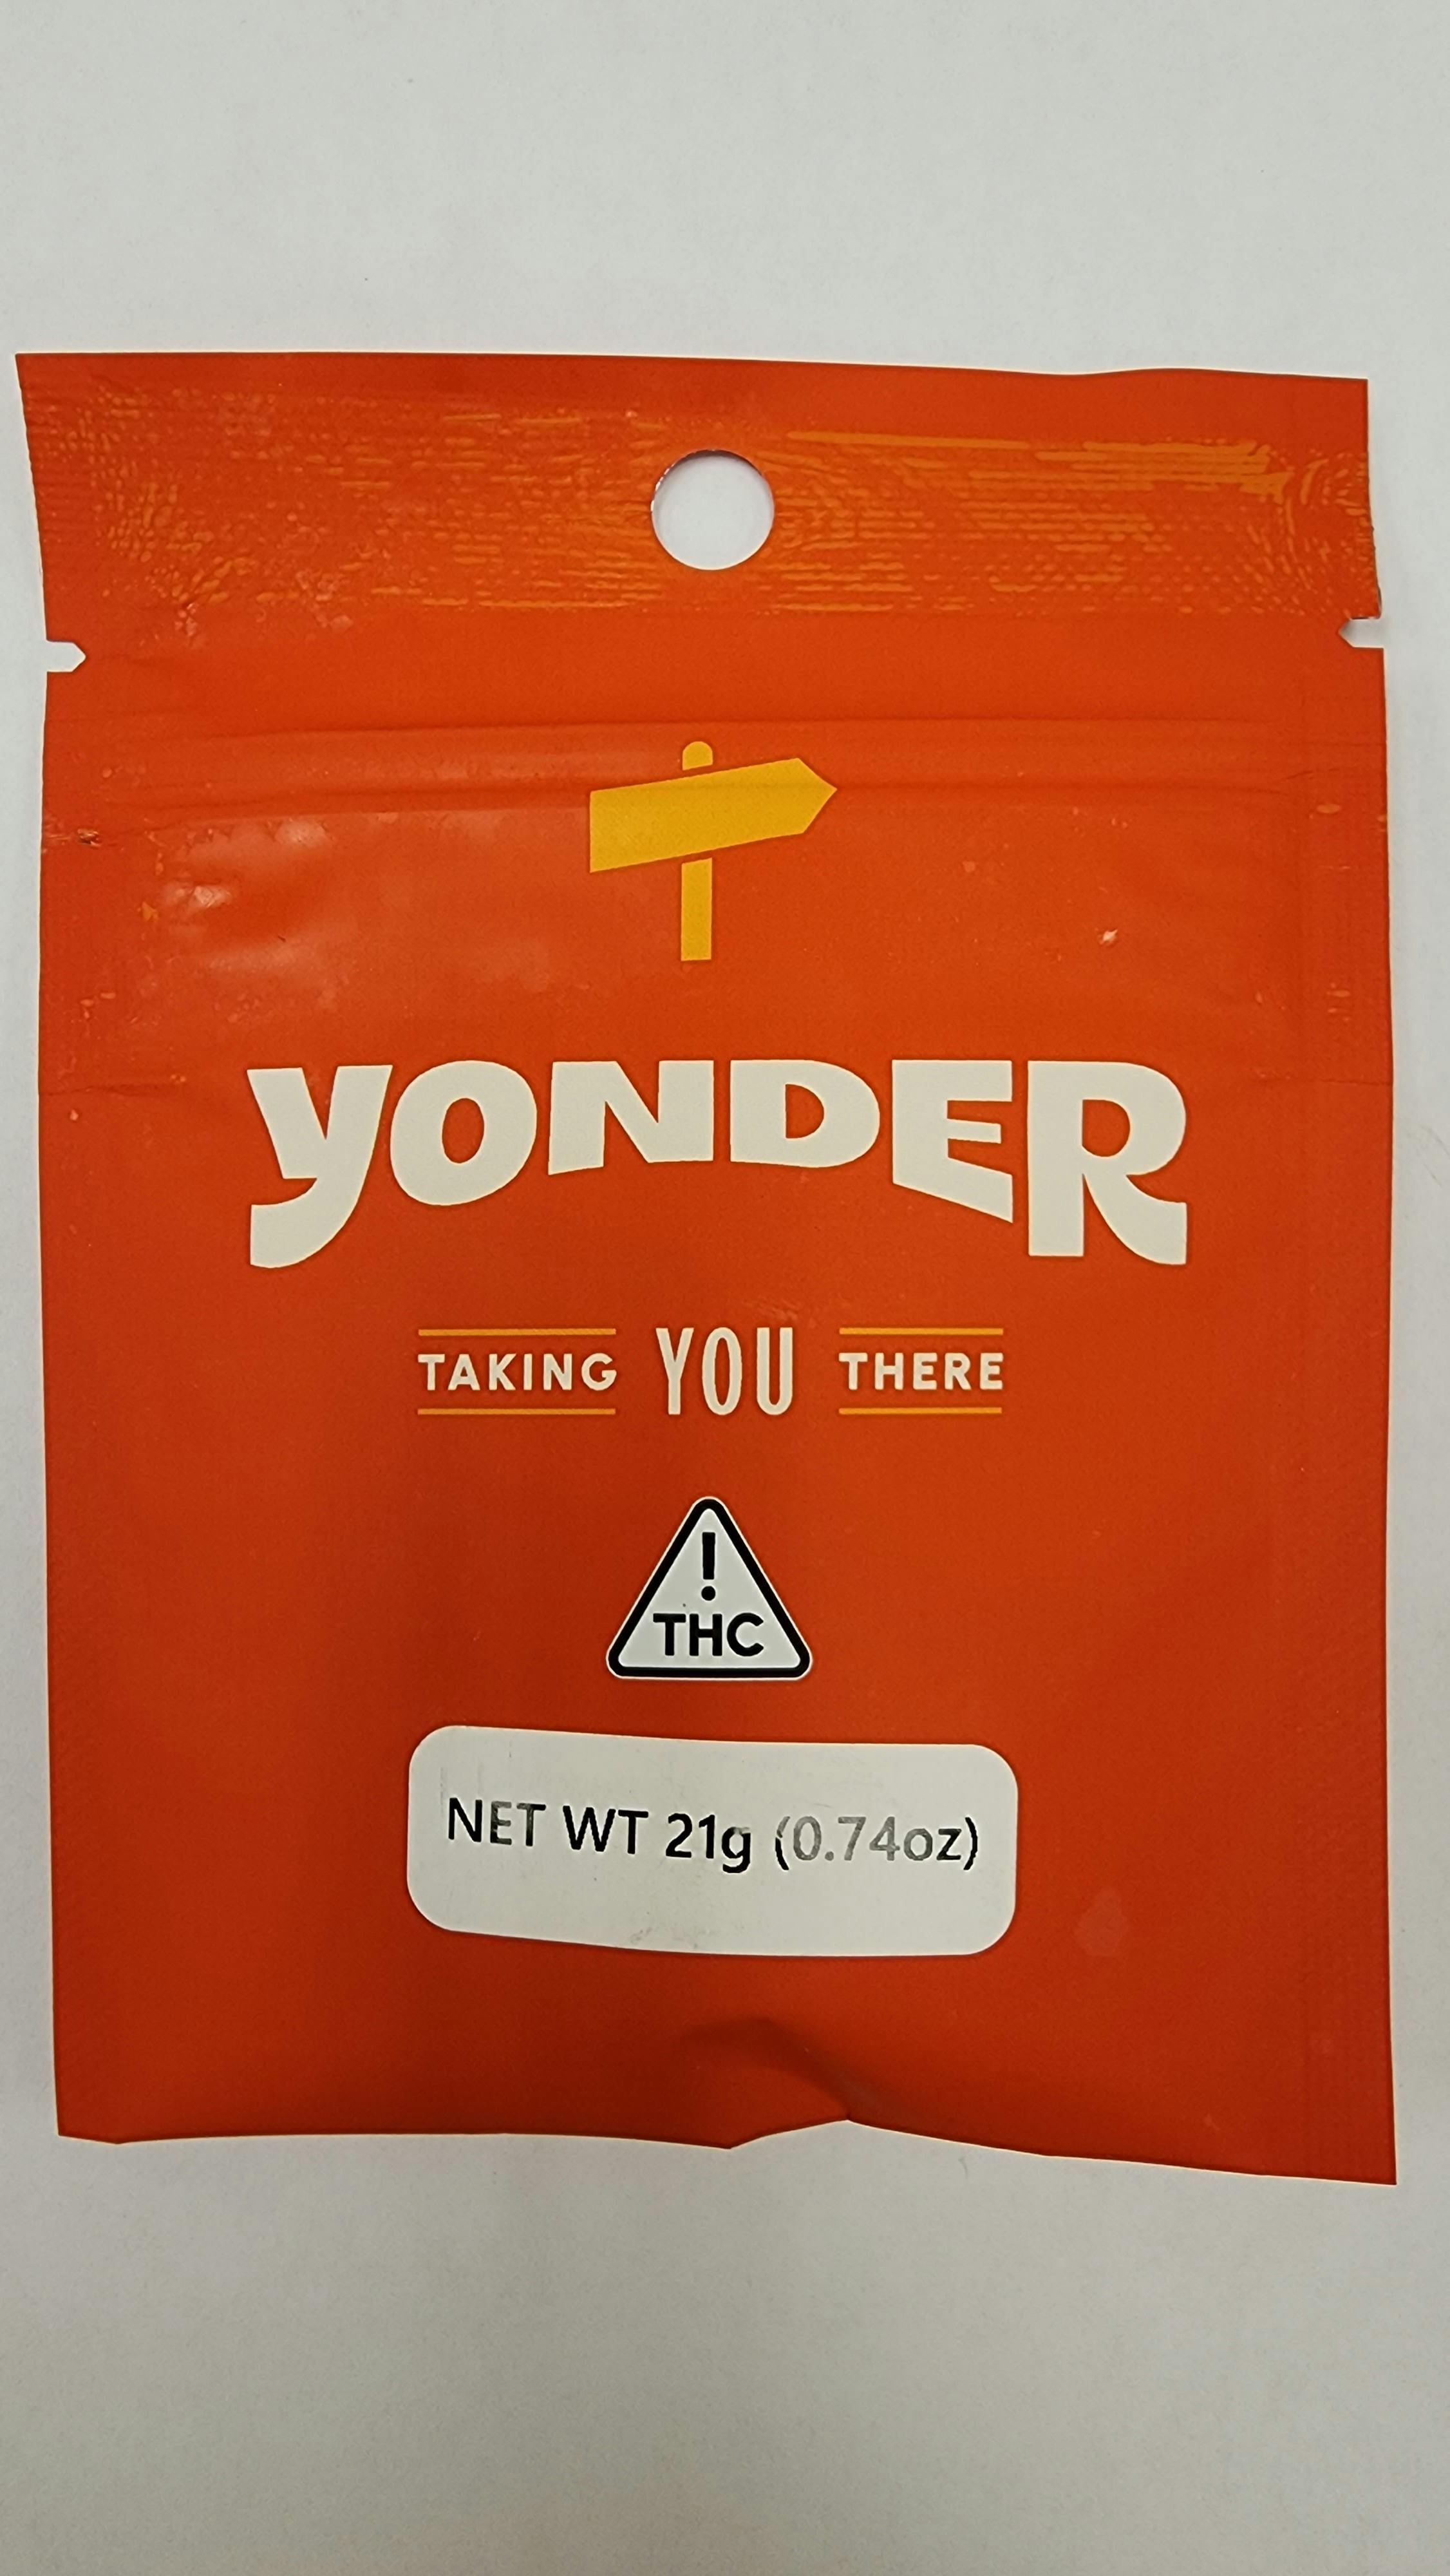 YONDER
TAKING YOU THERE
!
THC
NET WT 21g (0.74oz)